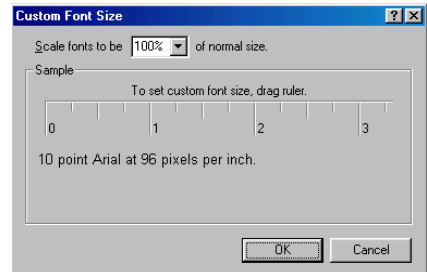 Custom Font Size
Scale fonts to be 100% of normal size.
Sample
To set custom font size, drag ruler.
0 1 2 3
10 point Arial at 96 pixels per inch.
OK Cancel